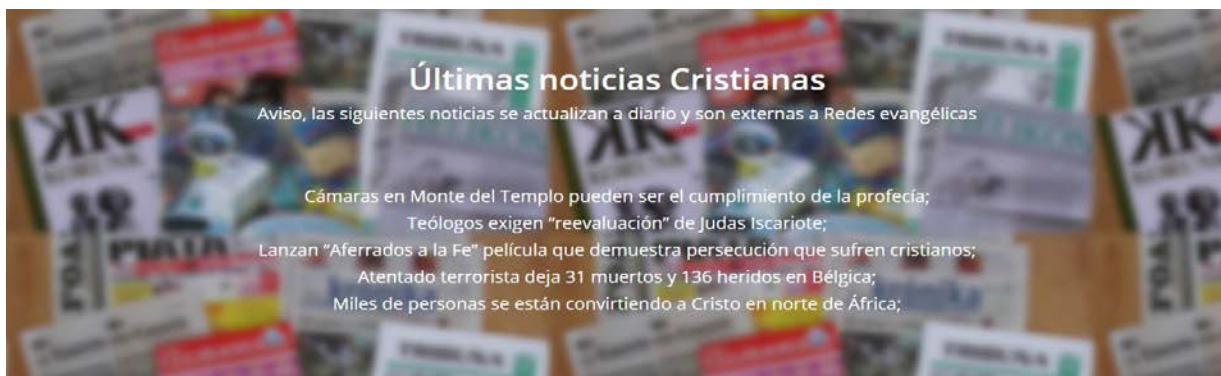 Últimas noticias Cristianas
Aviso, las siguientes noticias se actualizan a diario y son externas a Redes evangélicas
Cámaras en Monte del Templo pueden ser el cumplimiento de la profecía;
Teólogos exigen “reevaluación” de Judas Iscariote;
Lanzan “Aferrados a la Fe” película que demuestra persecución que sufren cristianos;
Atentado terrorista deja 31 muertos y 136 heridos en Bélgica;
Miles de personas se están convirtiendo a Cristo en norte de África;